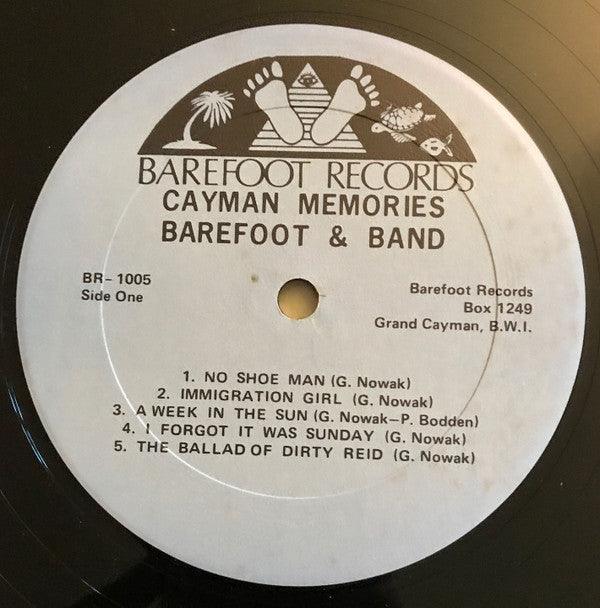 BAREFOOT RECORDS
CAYMAN MEMORIES
BAREFOOT & BAND
BR-1005
Side One
Barefoot Records
Box 1249
Grand Cayman, B.W.I.
1. NO SHOE MAN (G. Nowak)
2. IMMIGRATION GIRL (G. Nowak)
3. A WEEK IN THE SUN (G. Nowak–P. Bodden)
4. I FORGOT IT WAS SUNDAY (G. Nowak)
5. THE BALLAD OF DIRTY REID (G. Nowak)